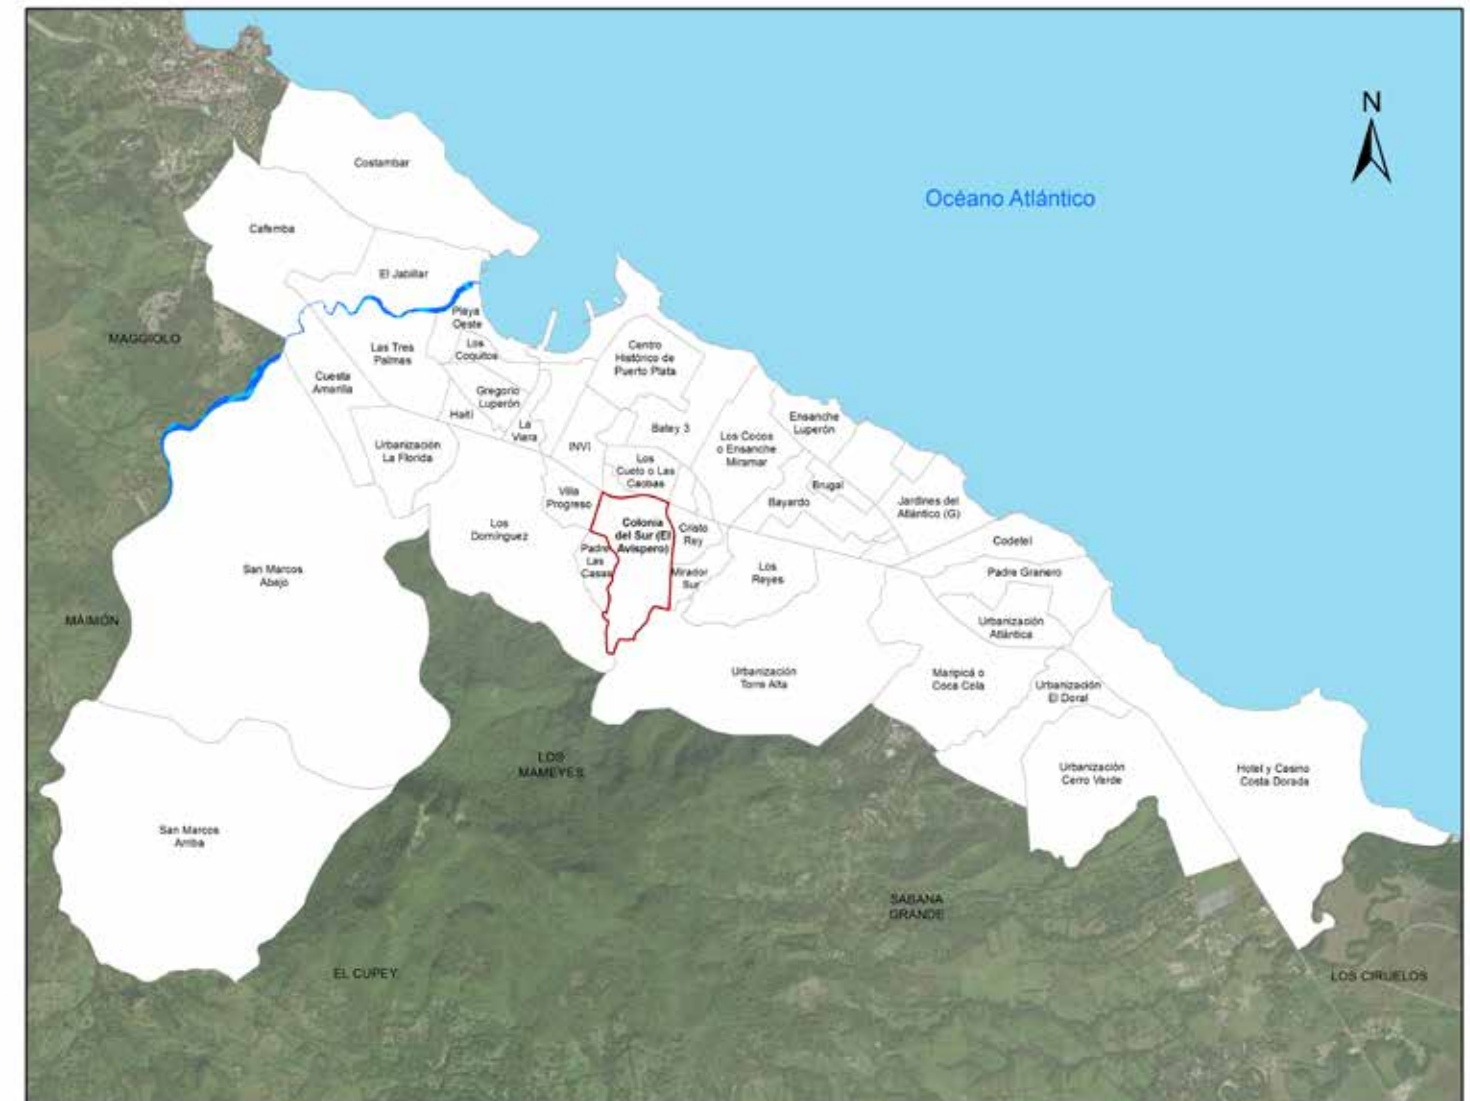 N
Océano Atlántico
Costambar
Cafemba
El Jabillar
MAGGIOLO
Playa
Oeste
Los
Coquitos
Las Tres
Palmas
Centro
Histórico de
Puerto Plata
Cuesta
Amarilla
Gregorio
Luperón
Haití
La
Viara
INVI
Batey 3
Ensanche
Luperón
Los Cocos
o Ensanche
Miramar
Urbanización
La Florida
Los
Cueto o Las
Caobas
Brugal
Bayardo
Jardines del
Atlántico (G)
Villa
Progreso
Los
Domínguez
Colonia
del Sur (El
Avispero)
Cristo
Rey
Padre
Las
Casas
Mirador
Sur
Los
Reyes
Codetel
Padre Granero
San Marcos
Abajo
MAIMÓN
Urbanización
Atlántica
Urbanización
Torre Alta
Maripicá o
Coca Cola
Urbanización
El Doral
LOS
MAMEYES
Urbanización
Cerro Verde
Hotel y Casino
Costa Dorada
San Marcos
Arriba
SABANA
GRANDE
EL CUPEY
LOS CIRUELOS